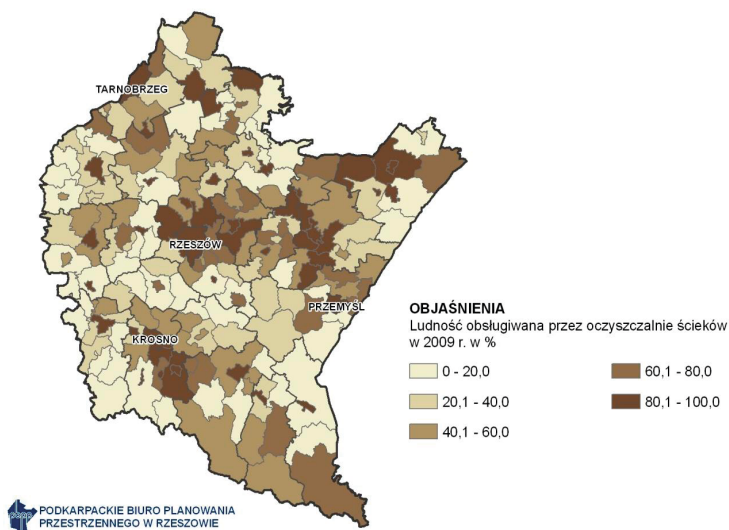 TARNOBRZEG
RZESZÓW
PRZEMYŚL
KROSNO
OBJAŚNIENIA
Ludność obsługiwana przez oczyszczalnie ścieków
w 2009 r. w %
0 - 20,0
60,1 - 80,0
20,1 - 40,0
80,1 - 100,0
40,1 - 60,0
PODKARPACKIE BIURO PLANOWANIA
PRZESTRZENNEGO W RZESZOWIE